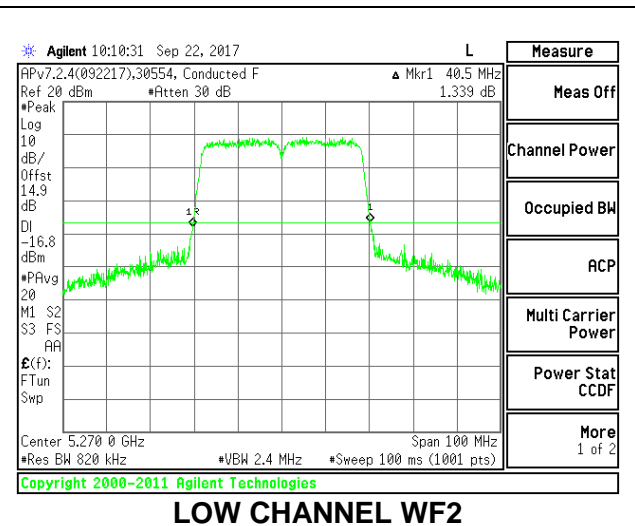 Agilent 10:10:31 Sep 22, 2017 L
APv7.2.4(092217),30554, Conducted F
Δ Mkr1 40.5 MHz
Ref 20 dBm #Atten 30 dB 1.339 dB
#Peak
Log
10
dB/
Offst
14.9
dB
DI
-16.8
dBm
#PAvg
20
M1 S2
S3 FS
AA
£(f):
FTun
Swp
1R
1
Center 5.270 0 GHz Span 100 MHz
#Res BW 820 kHz #VBW 2.4 MHz #Sweep 100 ms (1001 pts)
Copyright 2000-2011 Agilent Technologies
Measure
Meas Off
Channel Power
Occupied BW
ACP
Multi Carrier
Power
Power Stat
CCDF
More
1 of 2
LOW CHANNEL WF2